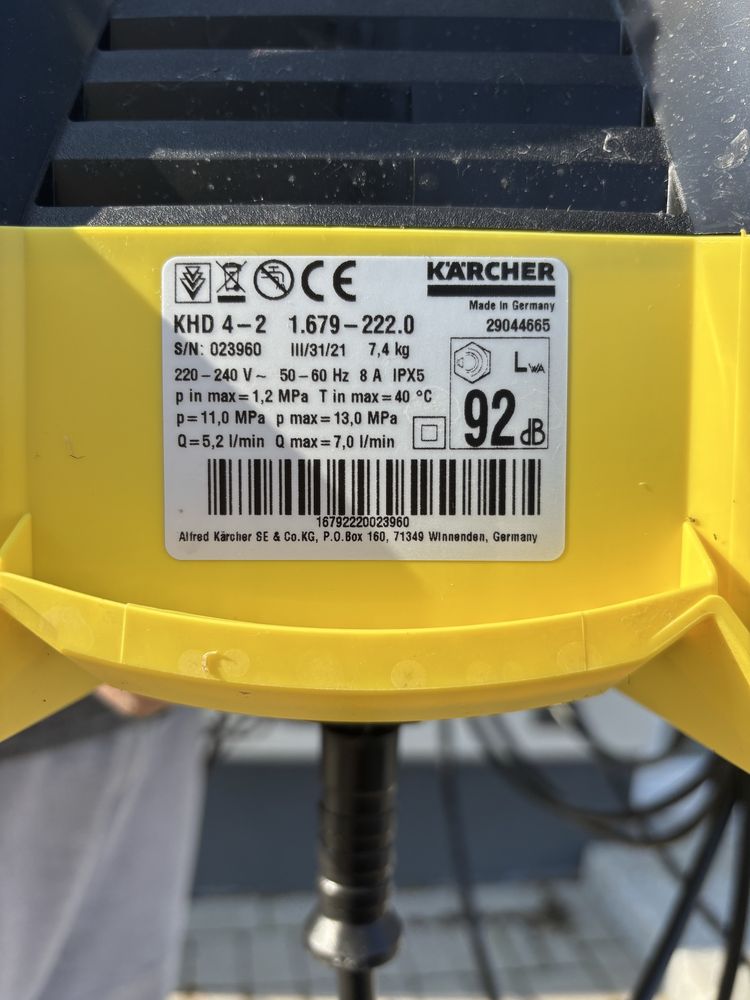 CE
KÄRCHER
Made in Germany
KHD 4-2 1.679-222.0 29044665
S/N: 023960 III/31/21 7,4 kg
220-240 V~ 50-60 Hz 8 A IPX5
p in max=1,2 MPa T in max=40 °C
p=11,0 MPa p max=13,0 MPa
Q=5,2 l/min Q max=7,0 l/min
LWA
92 dB
16792220023960
Alfred Kärcher SE & Co.KG, P.O.Box 160, 71349 Winnenden, Germany